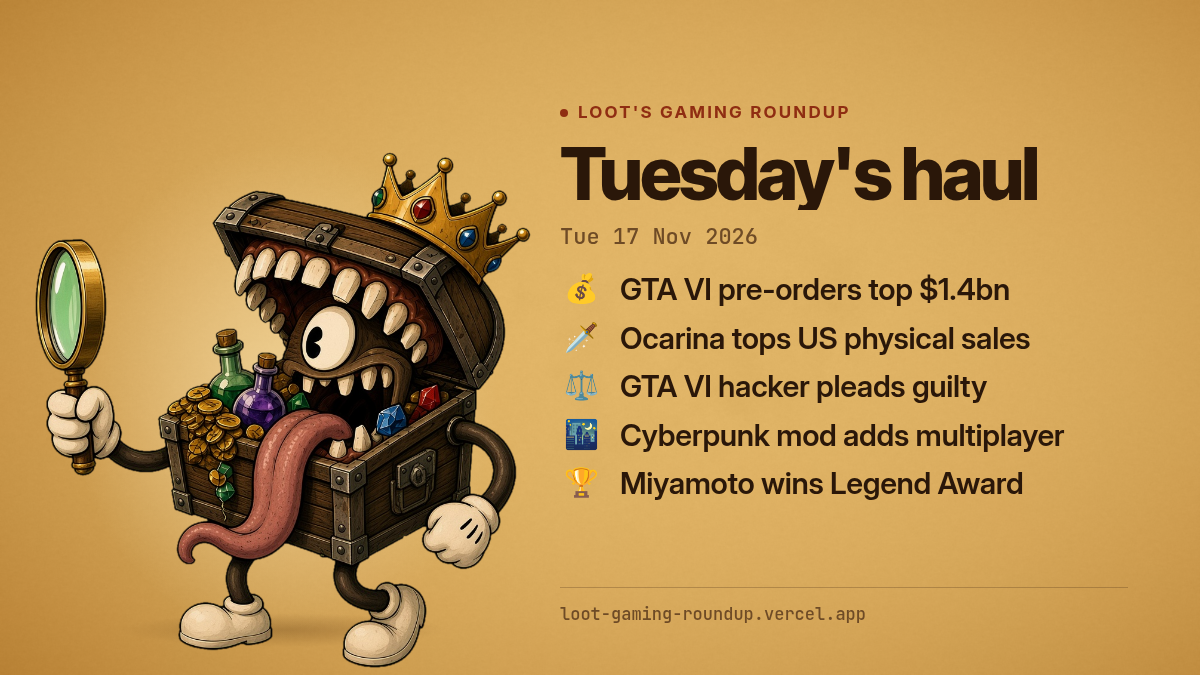 LOOT'S GAMING ROUNDUP
Tuesday's haul
Tue 17 Nov 2026
GTA VI pre-orders top $1.4bn
Ocarina tops US physical sales
GTA VI hacker pleads guilty
Cyberpunk mod adds multiplayer
Miyamoto wins Legend Award
loot-gaming-roundup.vercel.app